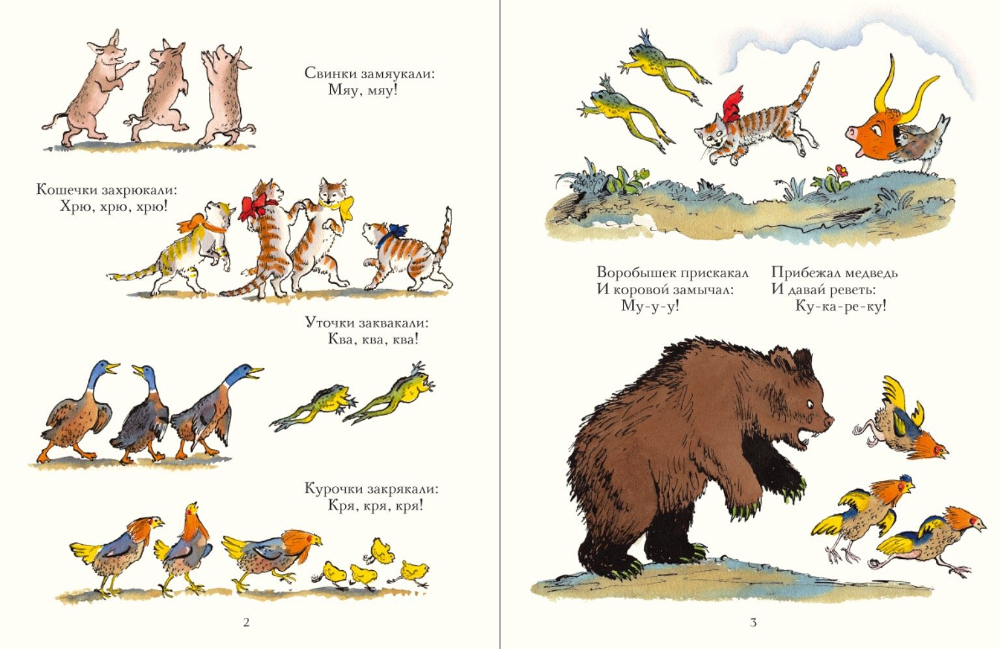 Свинки замяукали:
Мяу, мяу!
Кошечки захрюкали:
Хрю, хрю, хрю!
Уточки заквакали:
Ква, ква, ква!
Курочки закрякали:
Кря, кря, кря!
2
Воробышек прискакал
И коровой замычал:
Му-у-у!
Прибежал медведь
И давай реветь:
Ку-ка-ре-ку!
3